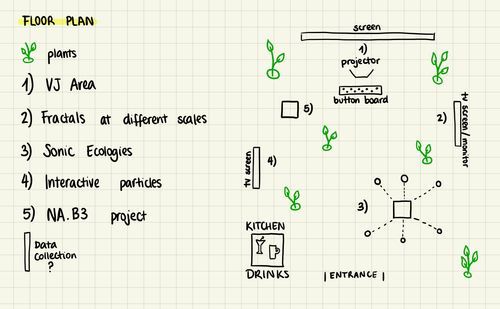 FLOOR PLAN
plants
1) VJ Area
2) Fractals at different scales
3) Sonic Ecologies
4) Interactive particles
5) NA.B3 project
Data
Collection
?
screen
1)
projector
button board
5)
2)
tv screen/monitor
tv screen
4)
3)
KITCHEN
DRINKS
| ENTRANCE |